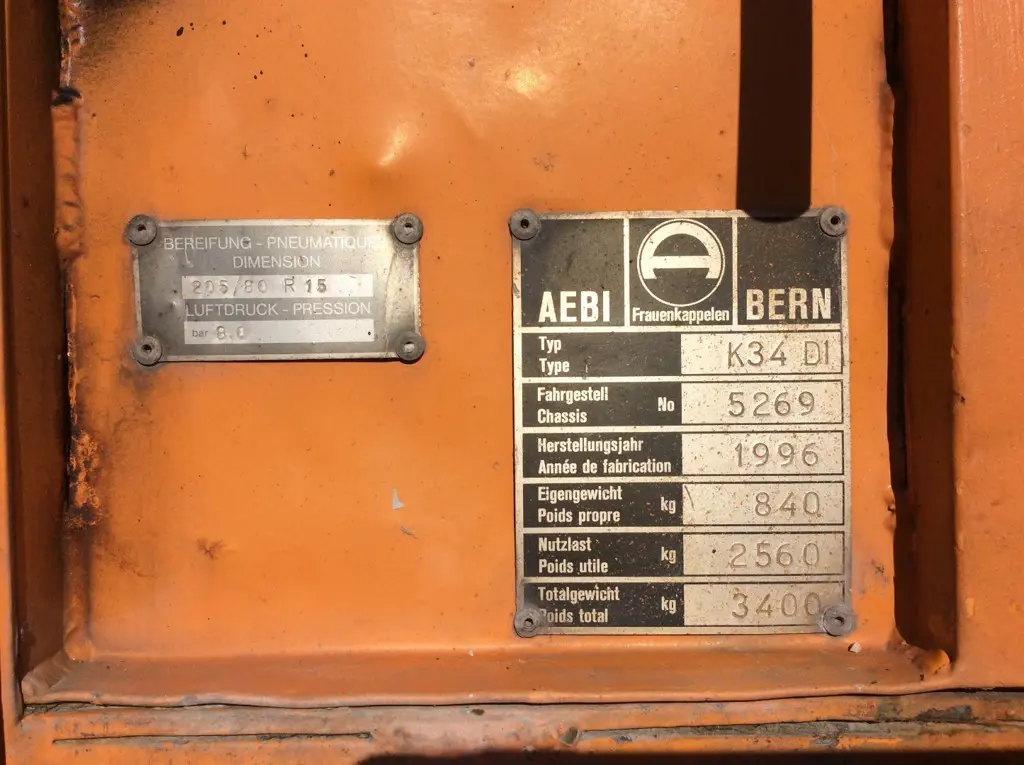 BEREIFUNG - PNEUMATIQUE
DIMENSION
205/80 R 15
LUFTDRUCK - PRESSION
bar
A
AEBI Frauenkappelen BERN
Typ
Type K34 DI
Fahrgestell
Chassis No 5269
Herstellungsjahr
Année de fabrication 1996
Eigengewicht
Poids propre kg 840
Nutzlast
Poids utile kg 2560
Totalgewicht
Poids total kg 3400